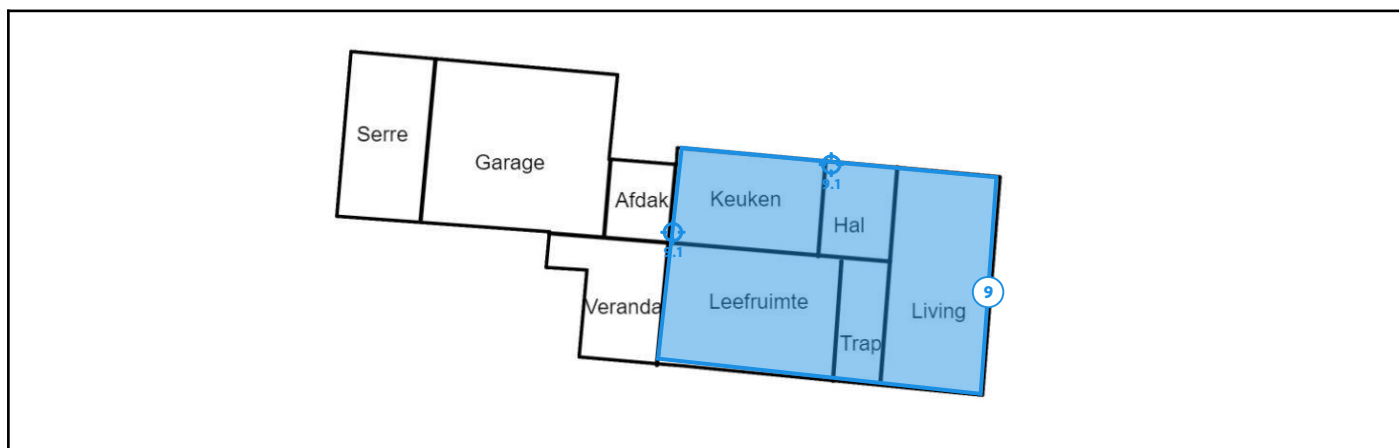 Serre
Garage
Afdak
Keuken
9.1
Hal
9.1
Veranda
Leefruimte
Trap
Living
9